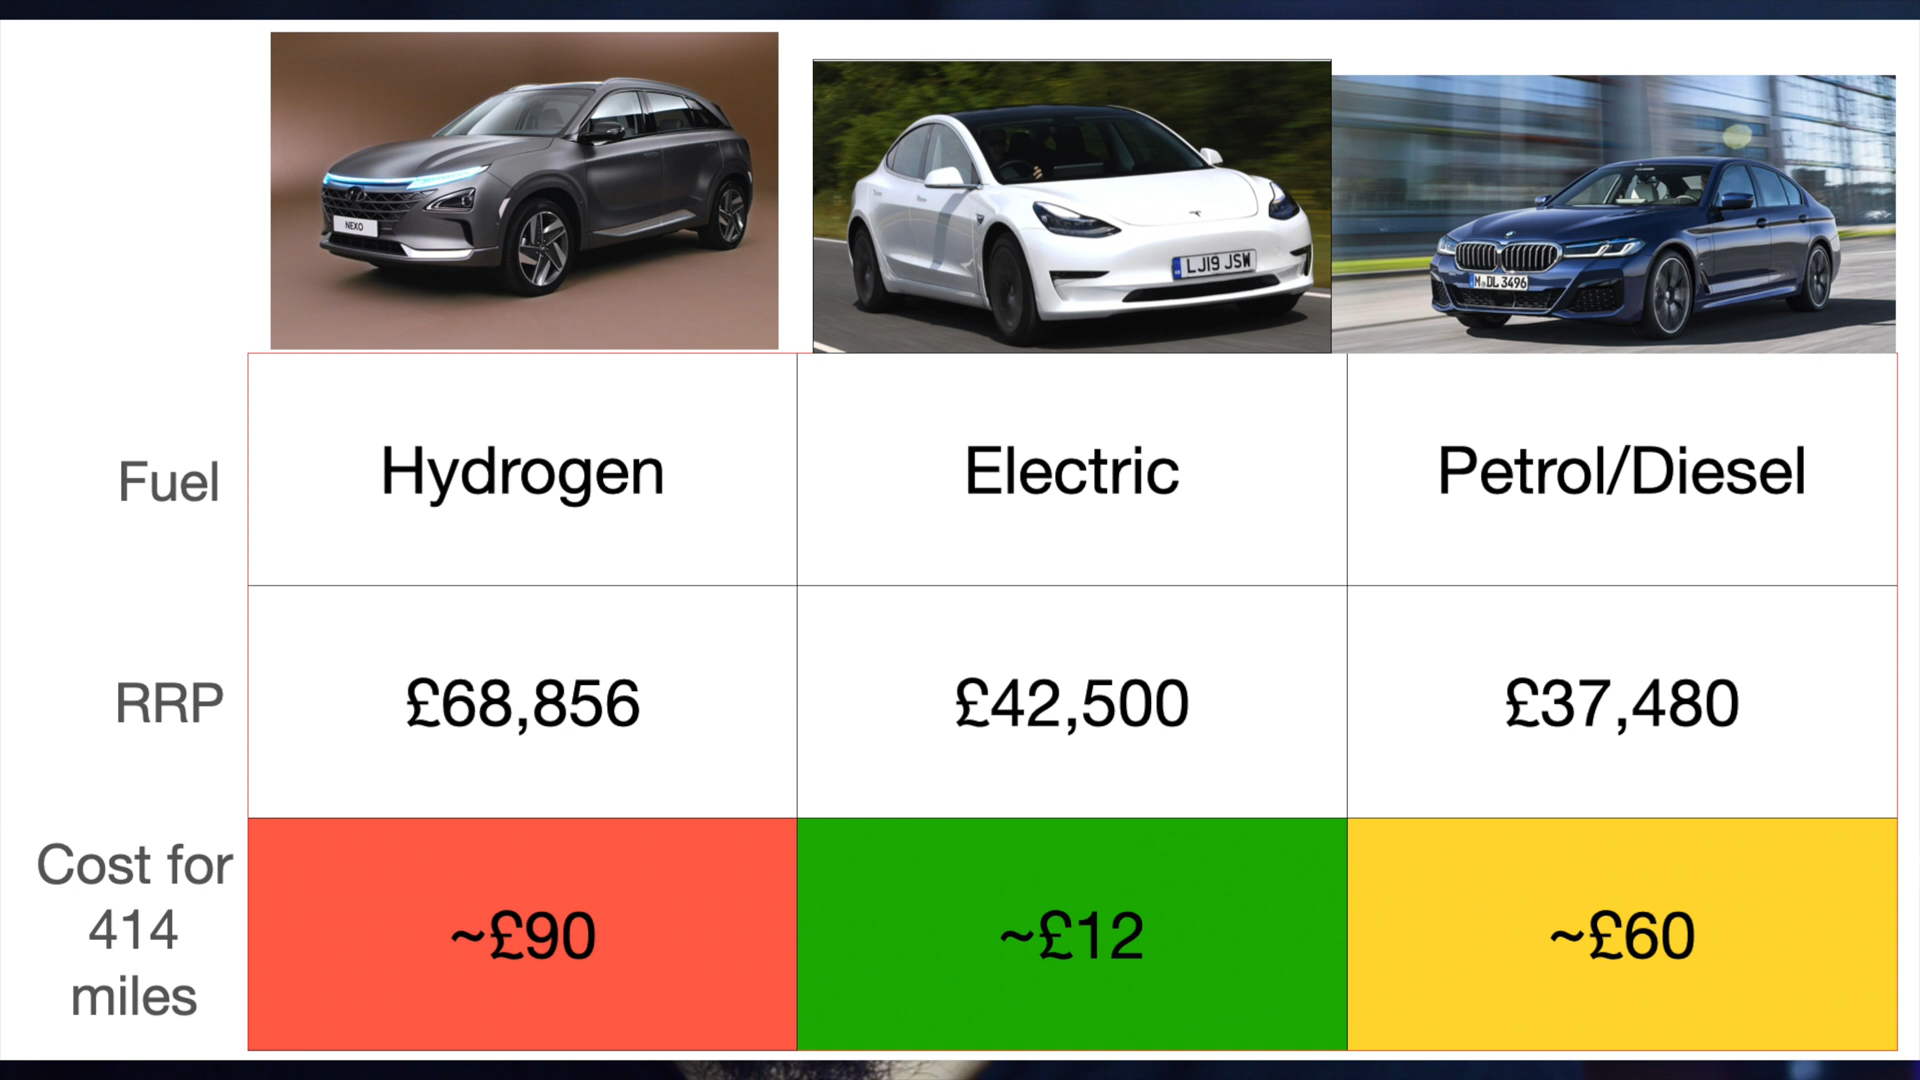 NEXO
LJ19 JSW
M DL 3496
Fuel
Hydrogen
Electric
Petrol/Diesel
RRP
£68,856
£42,500
£37,480
Cost for
414
miles
~£90
~£12
~£60